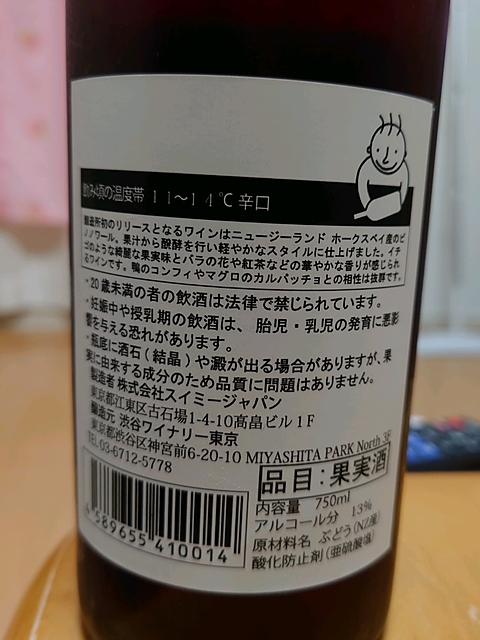 飲み頃の温度帯 11～14℃ 辛口
醸造所初のリリースとなるワインはニュージーランド ホークスベイ産のピ
ノノワール。果汁から醗酵を行い軽やかなスタイルに仕上げました。イチ
ゴのような綺麗な果実味とバラの花や紅茶などの華やかな香りが感じられ
るワインです。鴨のコンフィやマグロのカルパッチョとの相性は抜群です。
・20歳未満の者の飲酒は法律で禁じられています。
・妊娠中や授乳期の飲酒は、胎児・乳児の発育に悪影
響を与える恐れがあります。
・瓶底に酒石(結晶)や澱が出る場合がありますが、果
実に由来する成分のため品質に問題はありません。
製造者 株式会社スイミージャパン
東京都江東区古石場1-4-10高畠ビル1F
醸造元 渋谷ワイナリー東京
東京都渋谷区神宮前6-20-10 MIYASHITA PARK North 3F
TEL 03-6712-5778
品目：果実酒
内容量 750ml
アルコール分 13%
原材料名 ぶどう(NZ産)
酸化防止剤(亜硫酸塩)
4589655410014